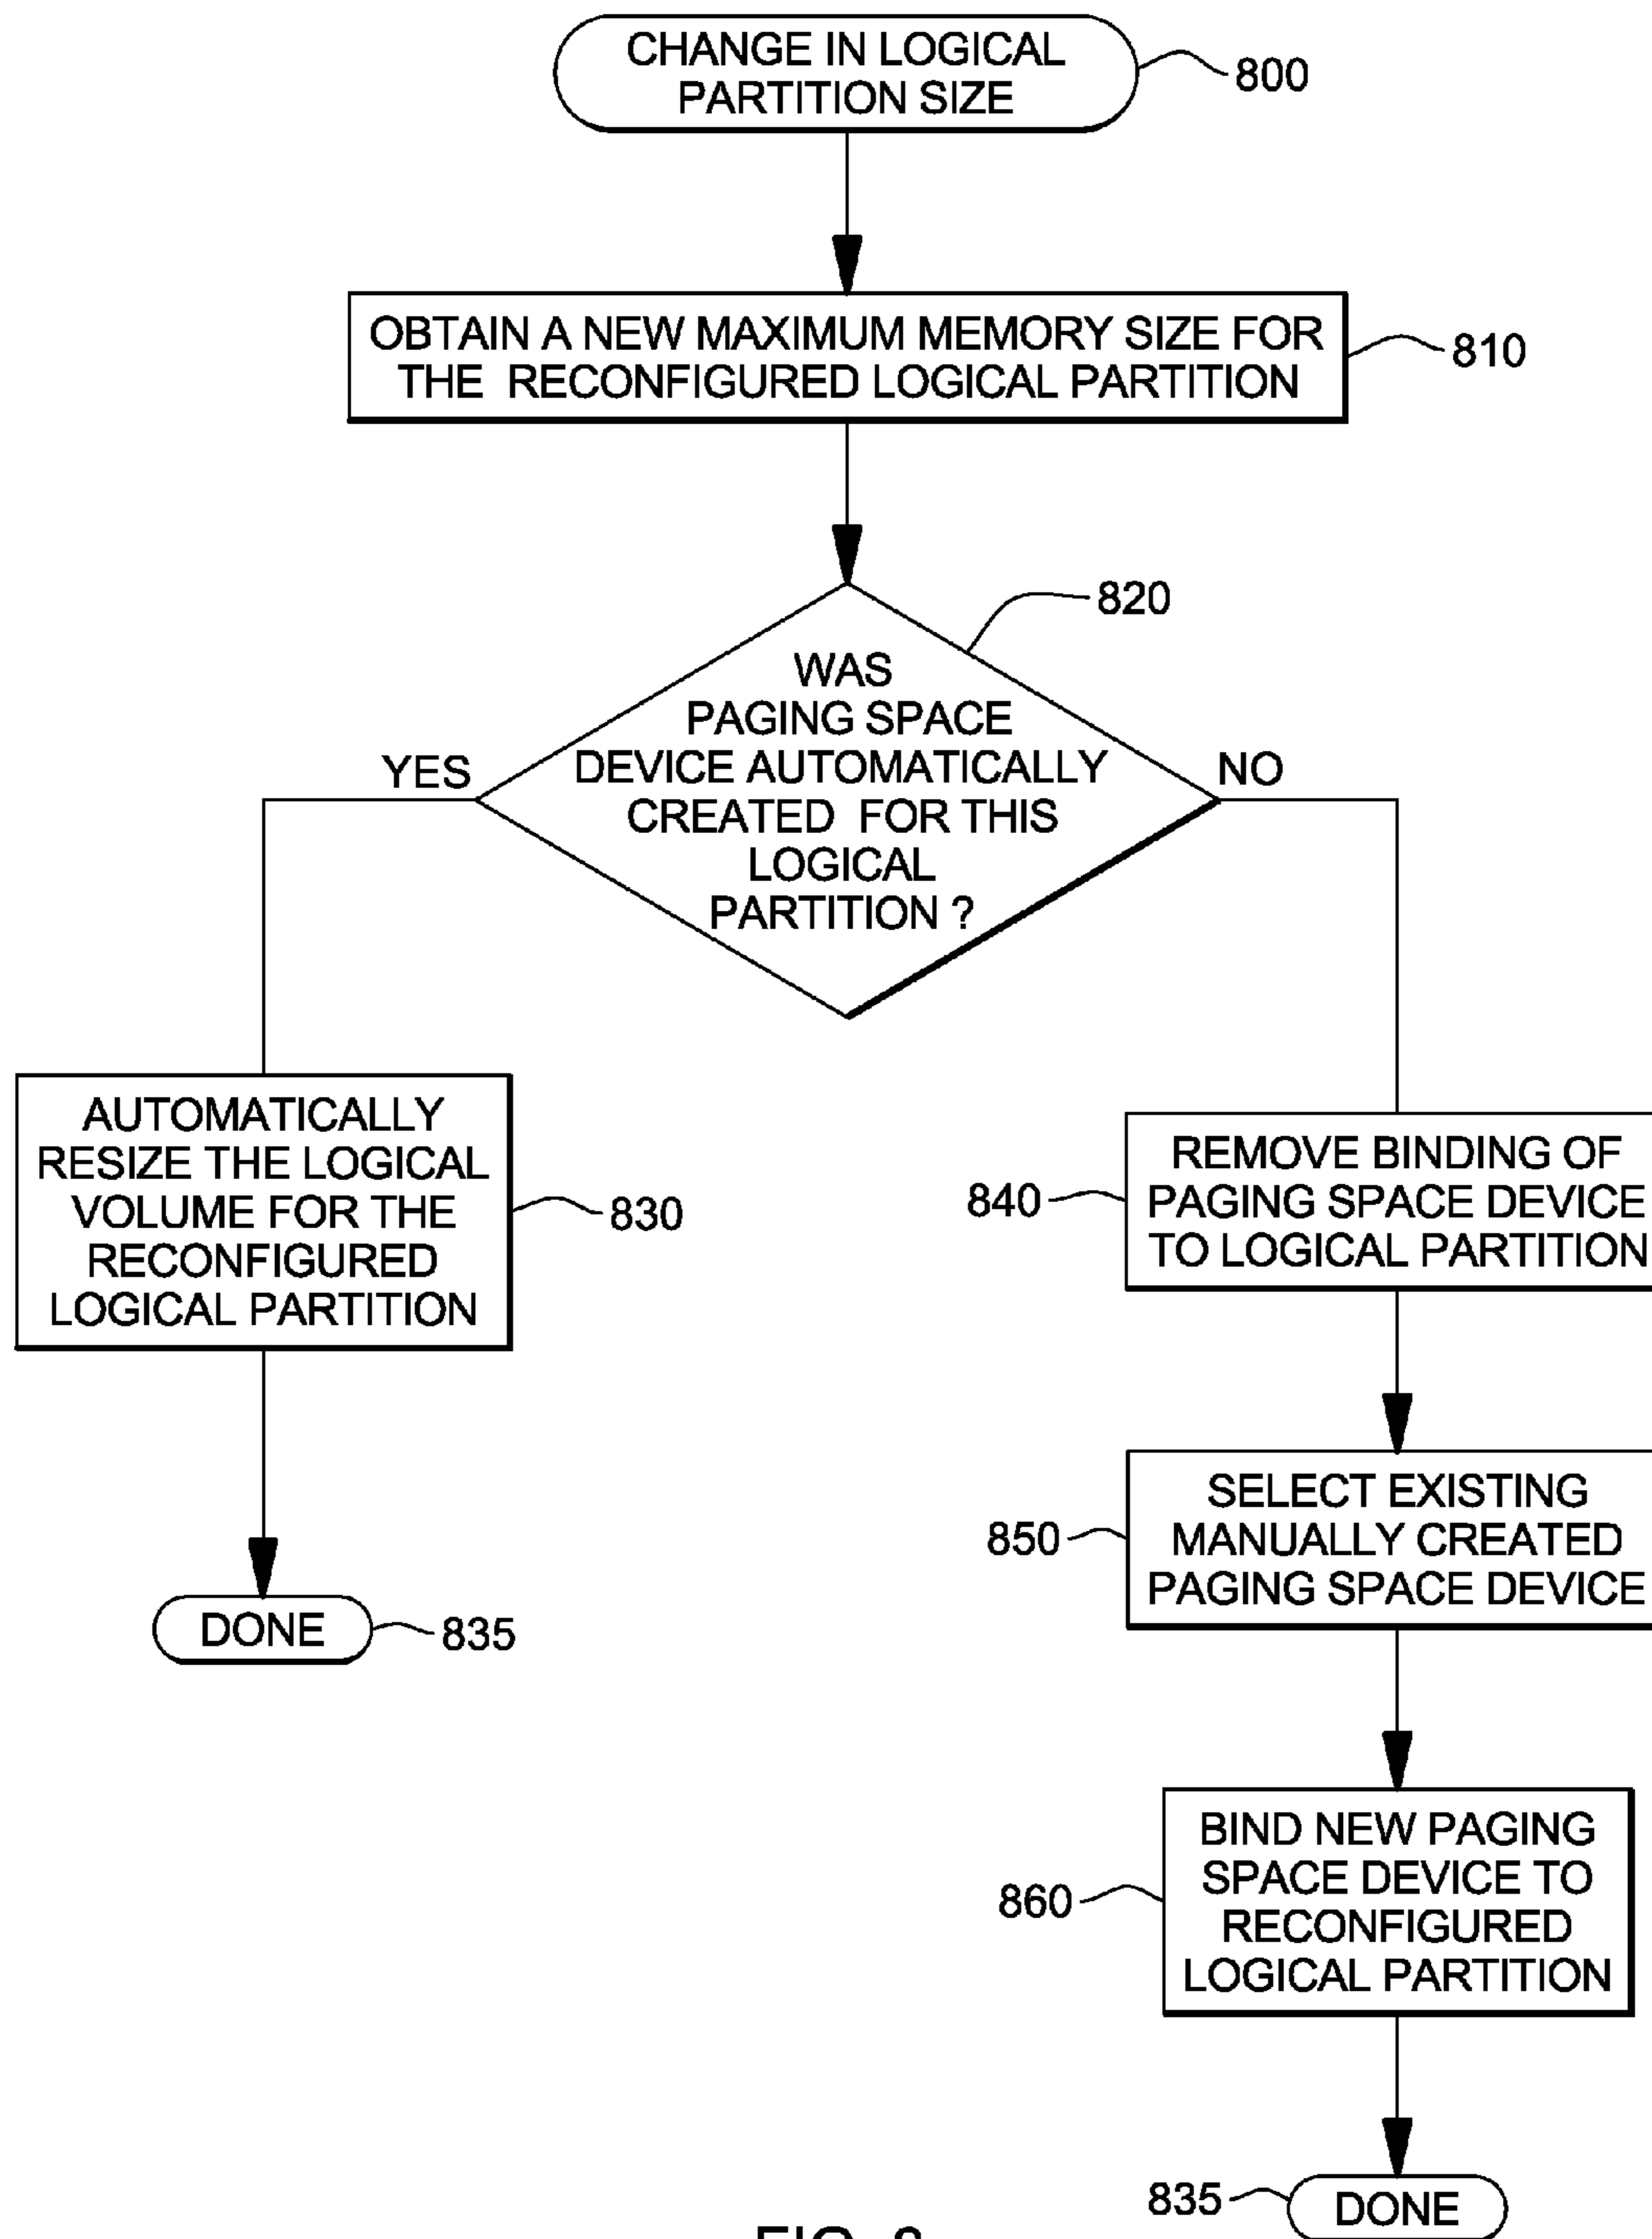 CHANGE IN LOGICAL
PARTITION SIZE
800
OBTAIN A NEW MAXIMUM MEMORY SIZE FOR
THE RECONFIGURED LOGICAL PARTITION
810
820
WAS
PAGING SPACE
DEVICE AUTOMATICALLY
CREATED FOR THIS
LOGICAL
PARTITION ?
YES
NO
AUTOMATICALLY
RESIZE THE LOGICAL
VOLUME FOR THE
RECONFIGURED
LOGICAL PARTITION
830
DONE
835
REMOVE BINDING OF
PAGING SPACE DEVICE
TO LOGICAL PARTITION
840
SELECT EXISTING
MANUALLY CREATED
PAGING SPACE DEVICE
850
BIND NEW PAGING
SPACE DEVICE TO
RECONFIGURED
LOGICAL PARTITION
860
835
DONE